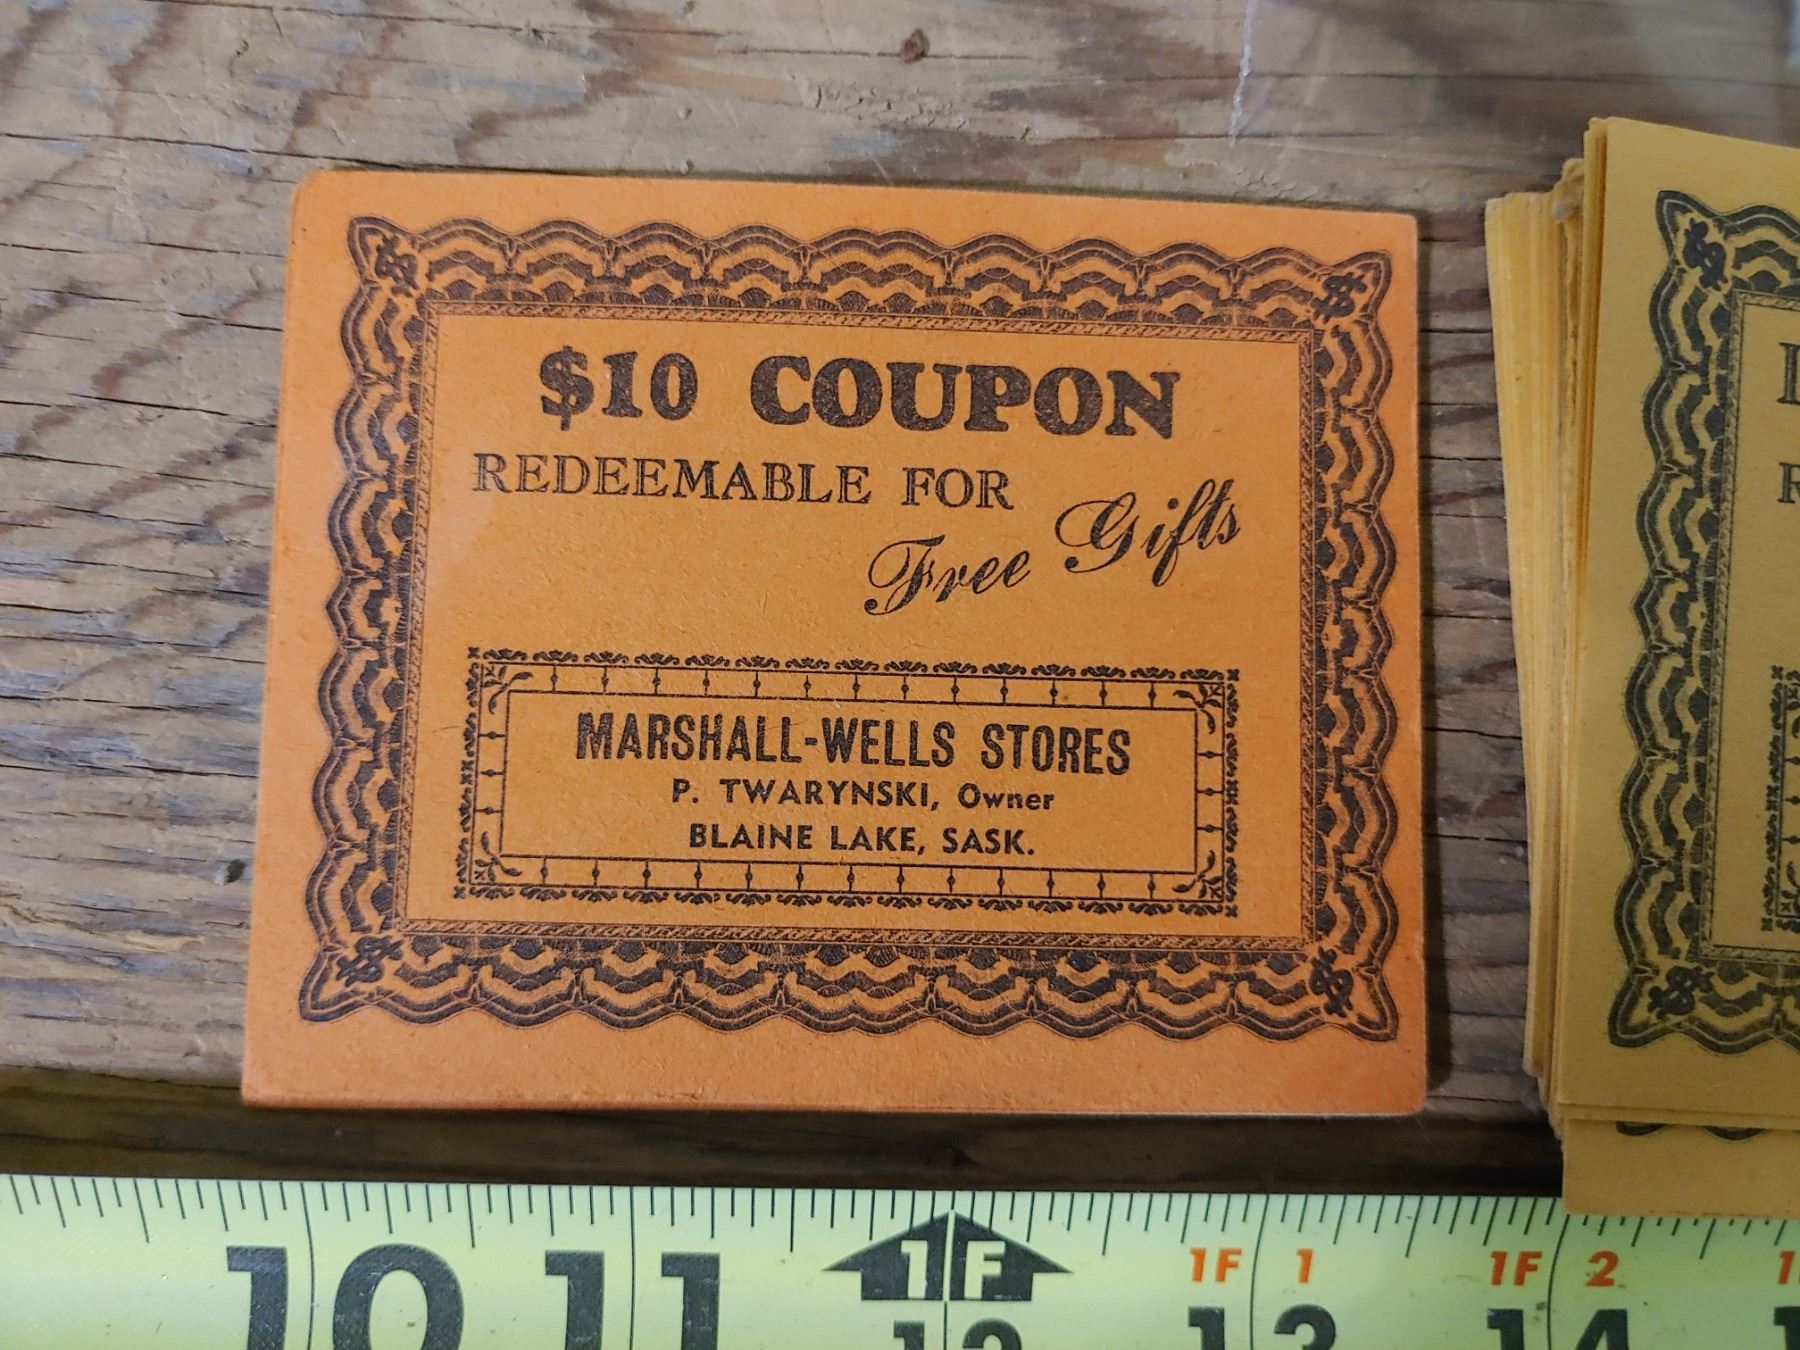 $10 COUPON
REDEEMABLE FOR
Free Gifts
MARSHALL-WELLS STORES
P. TWARYNSKI, Owner
BLAINE LAKE, SASK.
1F 1F 1 1F 2
10 11 12 13 14